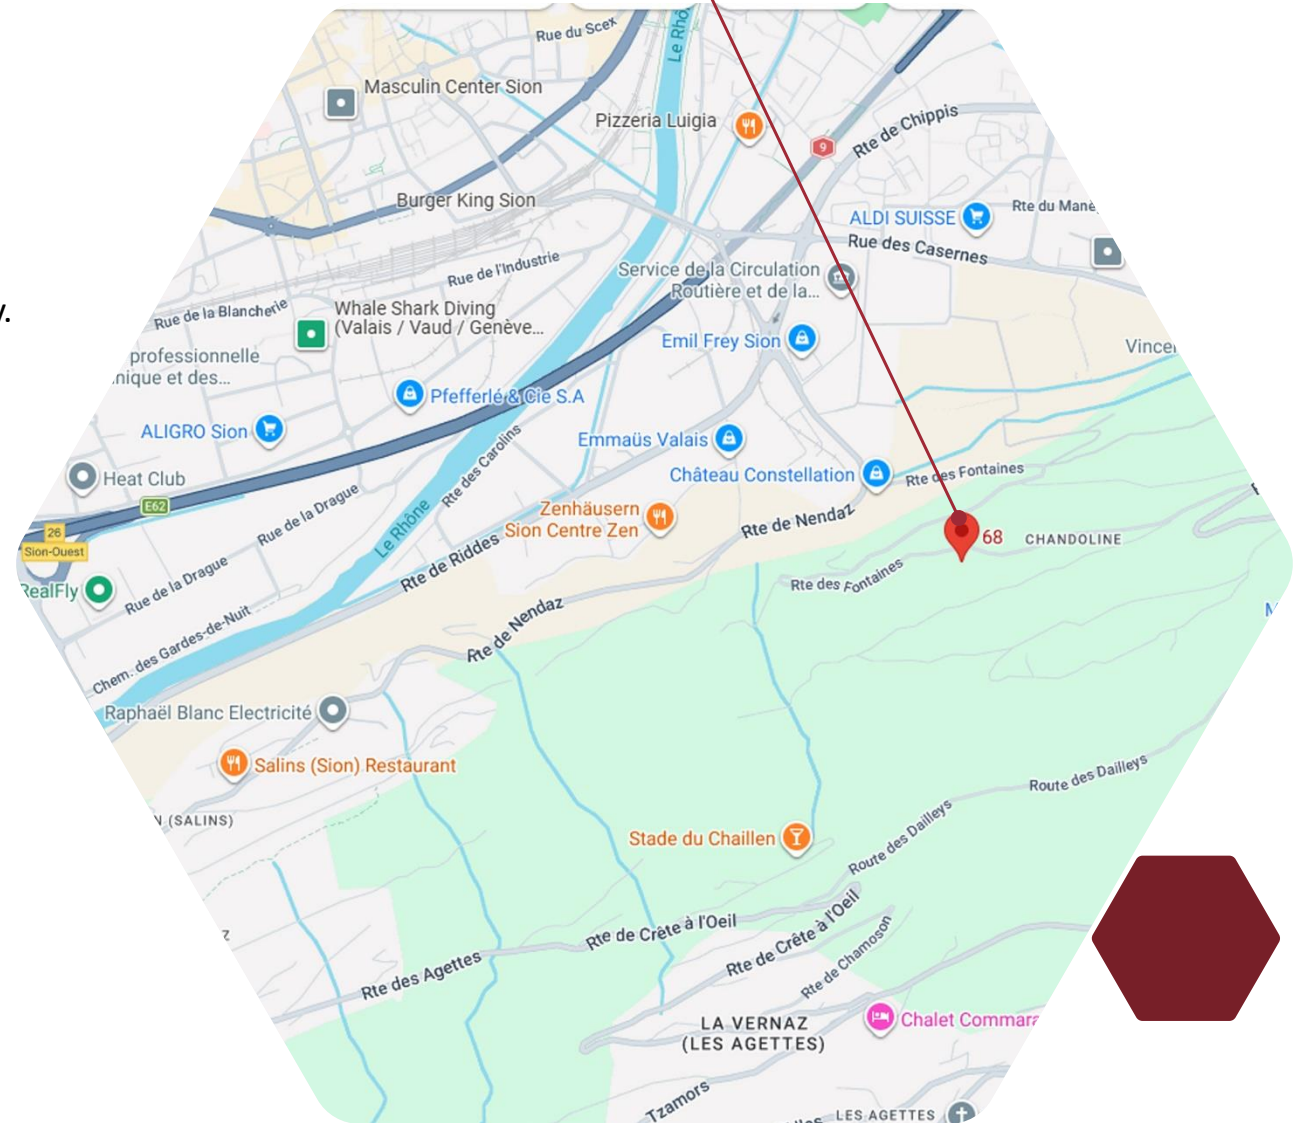 Rue du Scex
Le Rhô
Masculin Center Sion
Pizzeria Luigia
9
Rte de Chippis
Burger King Sion
ALDI SUISSE
Rte du Manè
Rue des Casernes
Rue de l'Industrie
Service de la Circulation
Routière et de la...
Rue de la Blancherie
Whale Shark Diving
(Valais / Vaud / Genève...
y.
Emil Frey Sion
professionnelle
nique et des...
Vincen
Pfefferlé & Cie S.A
ALIGRO Sion
Emmaüs Valais
Rte des Carolins
Heat Club
Château Constellation
Rte des Fontaines
E62
Rue de la Drague
Zenhäusern
Sion Centre Zen
Rte de Nendaz
26
Sion-Ouest
Le Rhône
68
CHANDOLINE
Rte de Riddes
RealFly
Rue de la Drague
Rte des Fontaines
Rte de Nendaz
Chem. des Gardes-de-Nuit
Raphaël Blanc Electricité
Salins (Sion) Restaurant
Route des Dailleys
N (SALINS)
Stade du Chaillen
Route des Dailleys
Rte de Crête à l'Oeil
Rte de Crête à l'Oeil
Rte de Chamoson
Rte des Agettes
LA VERNAZ
(LES AGETTES)
Chalet Commara
Tzamors
LES AGETTES